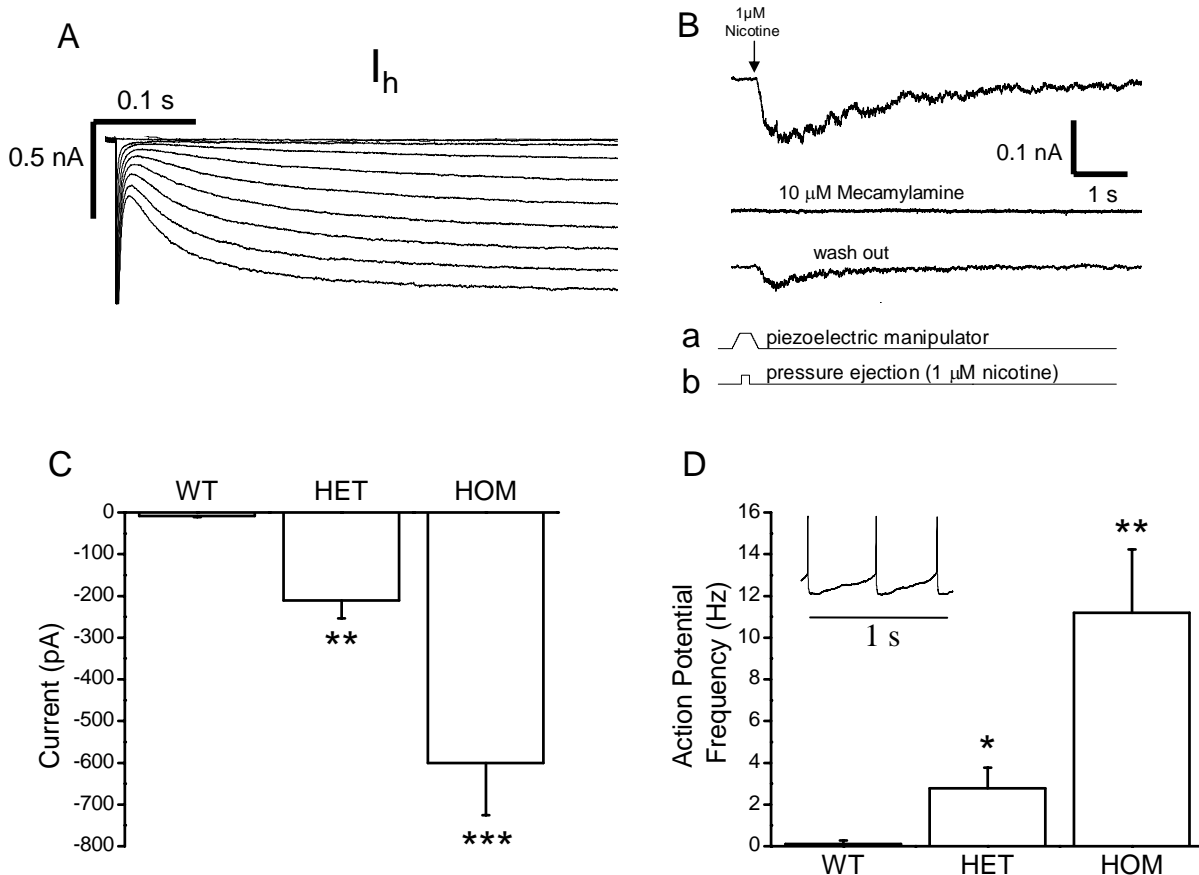 A
I_h
0.1 s
0.5 nA
B
1μM
Nicotine
0.1 nA
1 s
10 μM Mecamylamine
wash out
a
piezoelectric manipulator
b
pressure ejection (1 μM nicotine)
C
WT HET HOM
0
-100
-200
-300
-400
-500
-600
-700
-800
Current (pA)
**
***
D
16
14
12
10
8
6
4
2
0
Action Potential
Frequency (Hz)
1 s
*
**
WT HET HOM